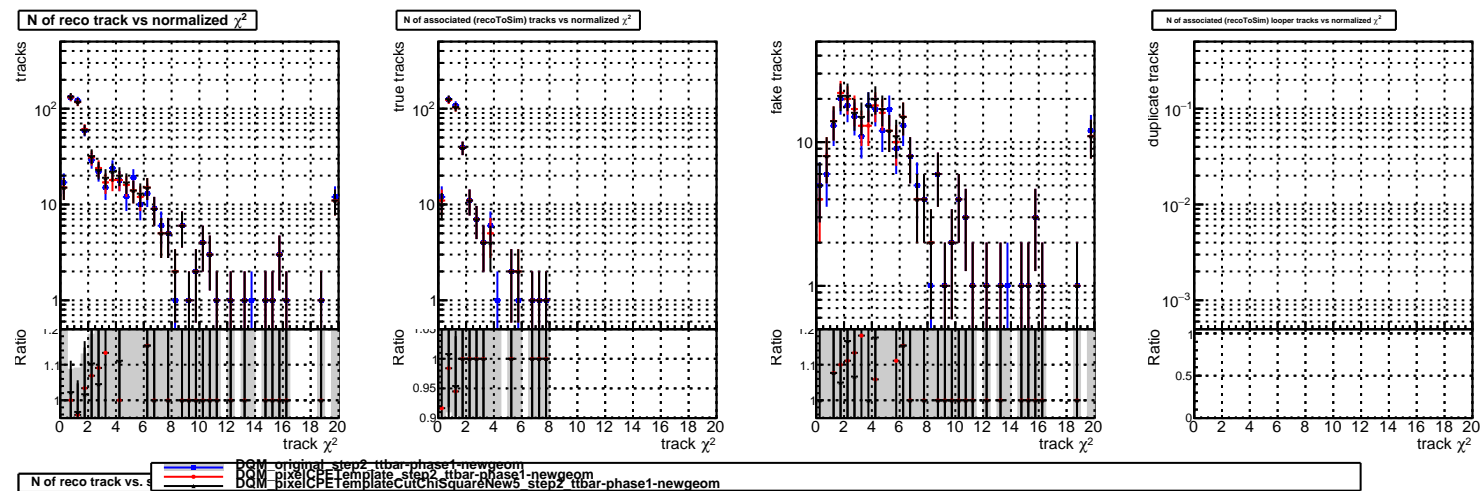 N of reco track vs normalized χ²
N of associated (recoToSim) tracks vs normalized χ²
N of associated (recoToSim) looper tracks vs normalized χ²
tracks
10²
10
1
Ratio
1.2
1.1
1
0 2 4 6 8 10 12 14 16 18 20
track χ²
true tracks
10²
10
1
Ratio
1.05
1
0.95
0.9
0 2 4 6 8 10 12 14 16 18 20
track χ²
fake tracks
10
1
Ratio
1.2
1.1
1
0 2 4 6 8 10 12 14 16 18 20
track χ²
duplicate tracks
10⁻¹
10⁻²
10⁻³
Ratio
1
0.5
0
0 2 4 6 8 10 12 14 16 18 20
track χ²
N of reco track vs. s
DQM_original_step2_ttbar-phase1-newgeom
DQM_pixelCPETemplate_step2_ttbar-phase1-newgeom
DQM_pixelCPETemplateCutChiSquareNew5_step2_ttbar-phase1-newgeom